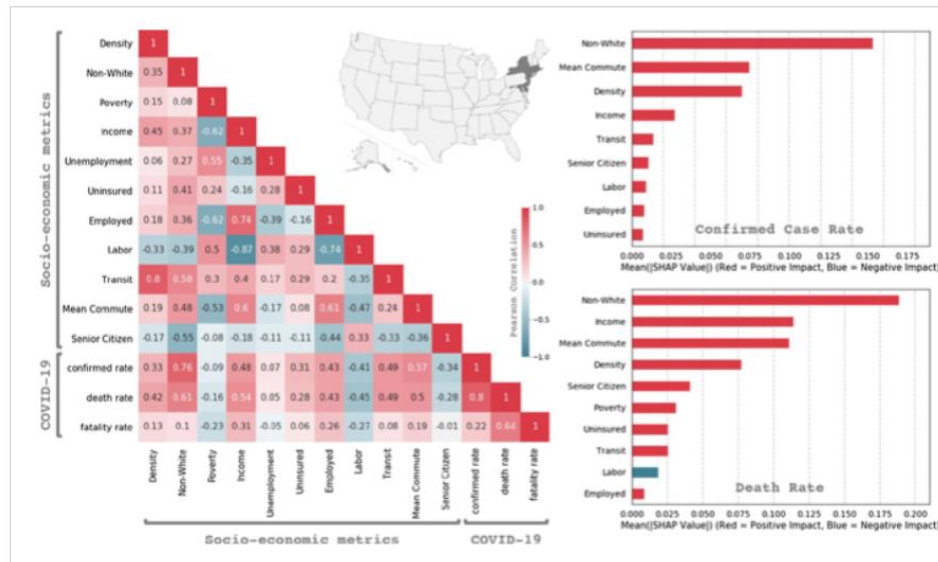 Socio-economic metrics
COVID-19
Density 1
Non-White 0.35 1
Poverty 0.15 0.08 1
Income 0.45 0.37 -0.62 1
Unemployment 0.06 0.27 0.55 -0.35 1
Uninsured 0.11 0.41 0.24 -0.16 0.28 1
Employed 0.18 0.36 -0.62 0.74 -0.39 -0.16 1
Labor -0.33 -0.39 0.5 -0.87 0.38 0.29 -0.74 1
Transit 0.8 0.58 0.3 0.4 0.17 0.29 0.2 -0.35 1
Mean Commute 0.19 0.48 -0.53 0.6 -0.17 0.08 0.61 -0.47 0.24 1
Senior Citizen -0.17 -0.55 -0.08 -0.18 -0.11 -0.11 -0.44 0.33 -0.33 -0.36 1
confirmed rate 0.33 0.76 -0.09 0.48 0.07 0.31 0.43 -0.41 0.49 0.57 -0.34 1
death rate 0.42 0.61 -0.16 0.54 0.05 0.28 0.43 -0.45 0.49 0.5 -0.28 0.8 1
fatality rate 0.13 0.1 -0.23 0.31 -0.05 0.06 0.26 -0.27 0.08 0.19 -0.01 0.22 0.64 1
Density
Non-White
Poverty
Income
Unemployment
Uninsured
Employed
Labor
Transit
Mean Commute
Senior Citizen
confirmed rate
death rate
fatality rate
Socio-economic metrics
COVID-19
Pearson Correlation
1.0
0.5
0.0
-0.5
-1.0
Non-White
Mean Commute
Density
Income
Transit
Senior Citizen
Labor
Employed
Uninsured
Confirmed Case Rate
0.000 0.025 0.050 0.075 0.100 0.125 0.150 0.175
Mean(|SHAP Value|) (Red = Positive Impact, Blue = Negative Impact)
Non-White
Income
Mean Commute
Density
Senior Citizen
Poverty
Uninsured
Transit
Labor
Employed
Death Rate
0.000 0.025 0.050 0.075 0.100 0.125 0.150 0.175 0.200
Mean(|SHAP Value|) (Red = Positive Impact, Blue = Negative Impact)